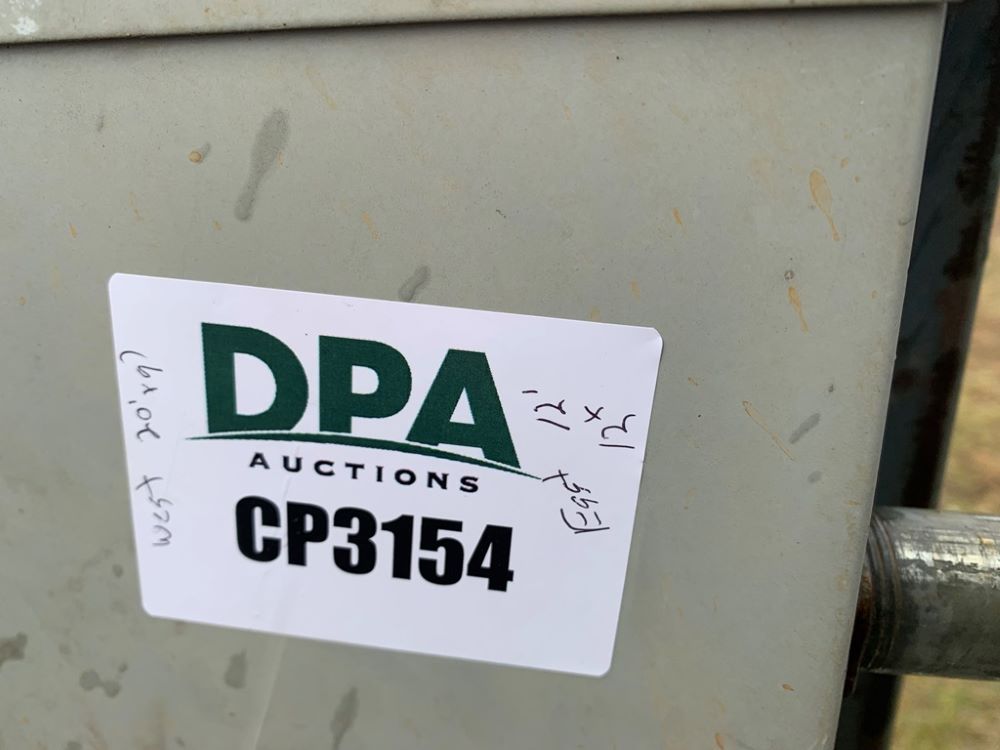 DPA
AUCTIONS
CP3154
West 20'x9'
East
12 x
12'